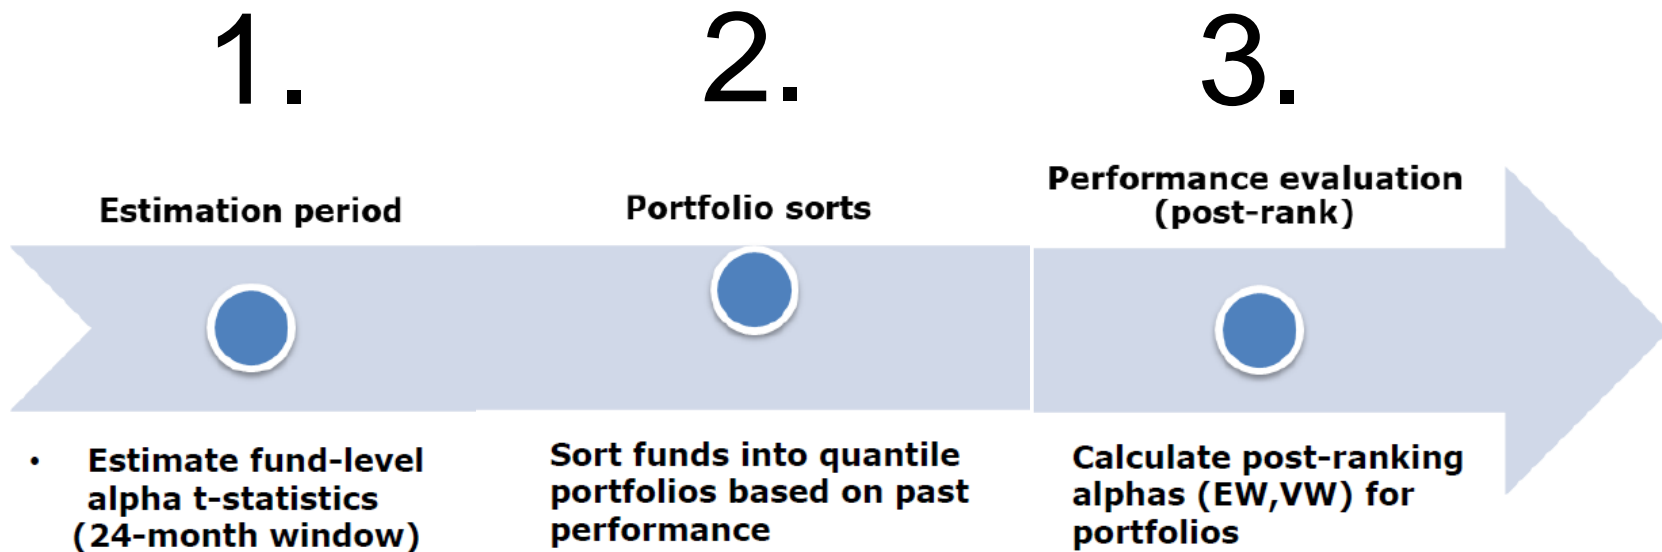 1.
2.
3.
Estimation period
Portfolio sorts
Performance evaluation
(post-rank)
• Estimate fund-level
alpha t-statistics
(24-month window)
Sort funds into quantile
portfolios based on past
performance
Calculate post-ranking
alphas (EW,VW) for
portfolios